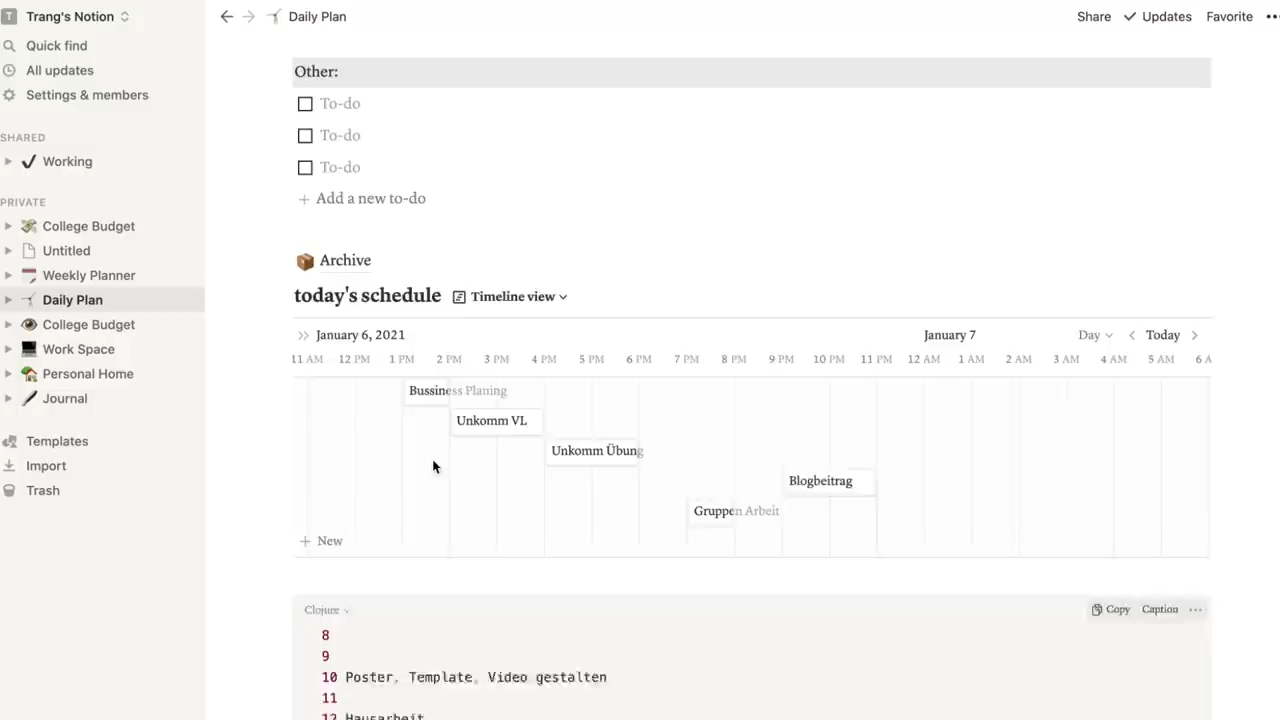 T Trang's Notion
Daily Plan
Share Updates Favorite
Quick find
All updates
Settings & members
SHARED
Working
PRIVATE
College Budget
Untitled
Weekly Planner
Daily Plan
College Budget
Work Space
Personal Home
Journal
Templates
Import
Trash
Other:
To-do
To-do
To-do
+ Add a new to-do
Archive
today's schedule Timeline view
January 6, 2021 January 7 Day Today
11 AM 12 PM 1 PM 2 PM 3 PM 4 PM 5 PM 6 PM 7 PM 8 PM 9 PM 10 PM 11 PM 12 AM 1 AM 2 AM 3 AM 4 AM 5 AM 6 A
Bussiness Planing
Unkomm VL
Unkomm Übung
Blogbeitrag
Gruppen Arbeit
+ New
Clojure Copy Caption
8
9
10 Poster, Template, Video gestalten
11
12 Hausarbeit